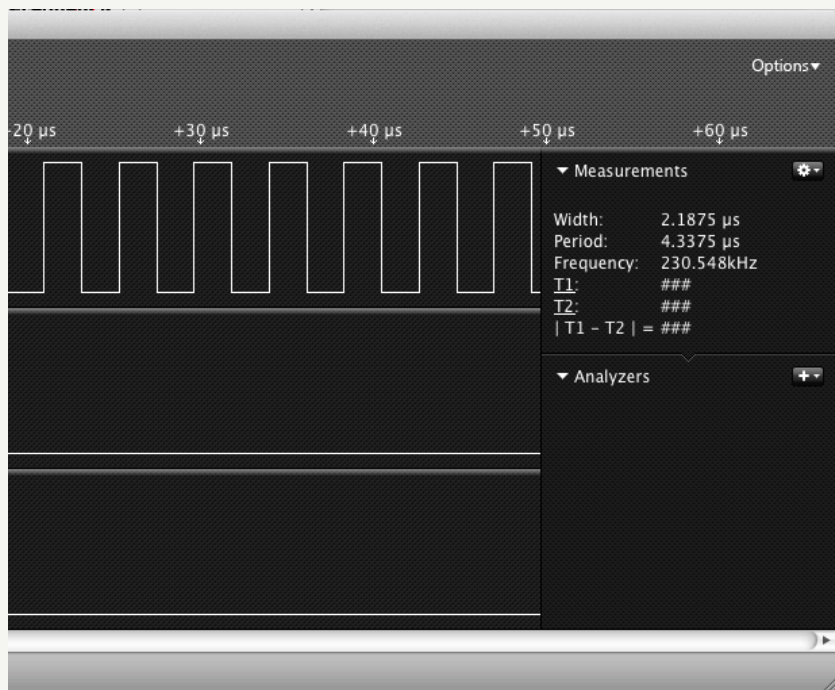 Options▾
+20 µs +30 µs +40 µs +50 µs +60 µs
Measurements
Width: 2.1875 µs
Period: 4.3375 µs
Frequency: 230.548kHz
T1: ###
T2: ###
| T1 - T2 | = ###
Analyzers